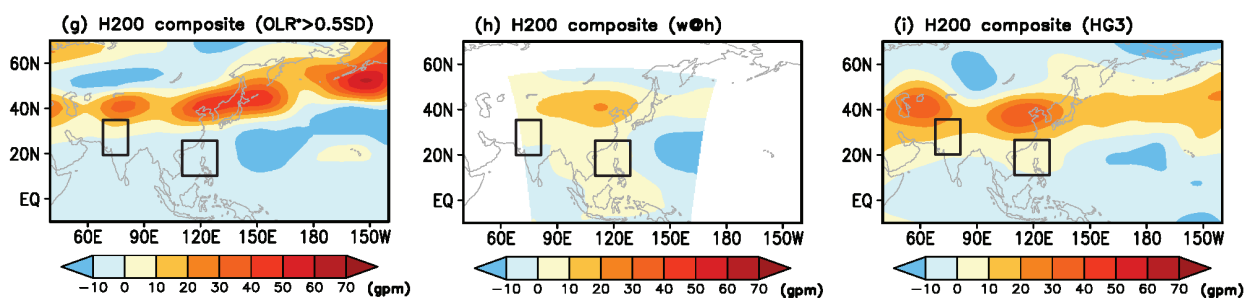 (g) H200 composite (OLR*>0.5SD)
60N
40N
20N
EQ
60E 90E 120E 150E 180 150W
-10 0 10 20 30 40 50 60 70 (gpm)
(h) H200 composite (w@h)
60N
40N
20N
EQ
60E 90E 120E 150E 180 150W
-10 0 10 20 30 40 50 60 70 (gpm)
(i) H200 composite (HG3)
60N
40N
20N
EQ
60E 90E 120E 150E 180 150W
-10 0 10 20 30 40 50 60 70 (gpm)